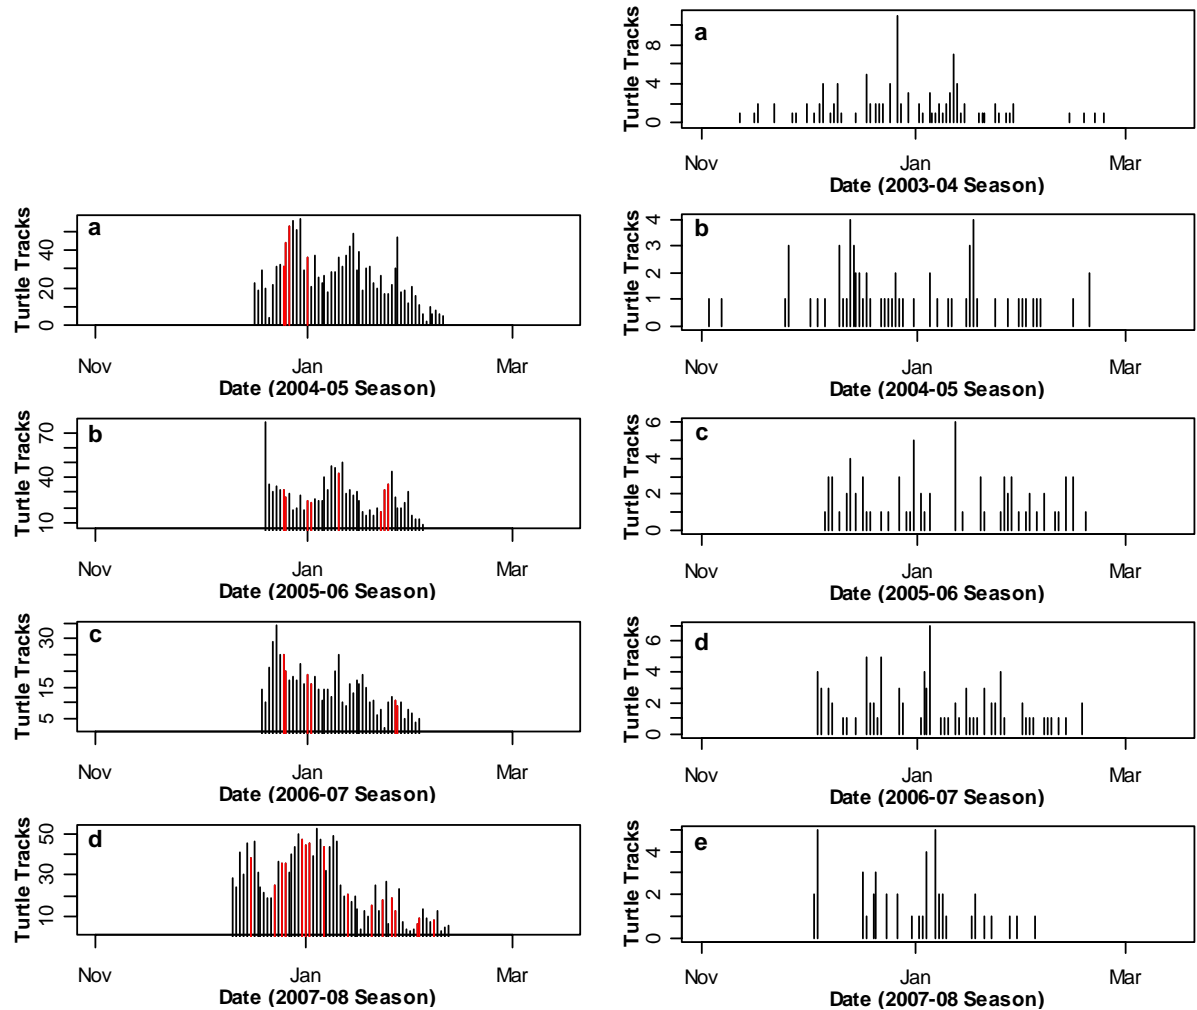 a
Turtle Tracks
0 4 8
Nov Jan Mar
Date (2003-04 Season)
a
Turtle Tracks
0 20 40
Nov Jan Mar
Date (2004-05 Season)
b
Turtle Tracks
0 1 2 3 4
Nov Jan Mar
Date (2004-05 Season)
b
Turtle Tracks
10 40 70
Nov Jan Mar
Date (2005-06 Season)
c
Turtle Tracks
0 2 4 6
Nov Jan Mar
Date (2005-06 Season)
c
Turtle Tracks
5 15 30
Nov Jan Mar
Date (2006-07 Season)
d
Turtle Tracks
0 2 4 6
Nov Jan Mar
Date (2006-07 Season)
d
Turtle Tracks
10 30 50
Nov Jan Mar
Date (2007-08 Season)
e
Turtle Tracks
0 2 4
Nov Jan Mar
Date (2007-08 Season)